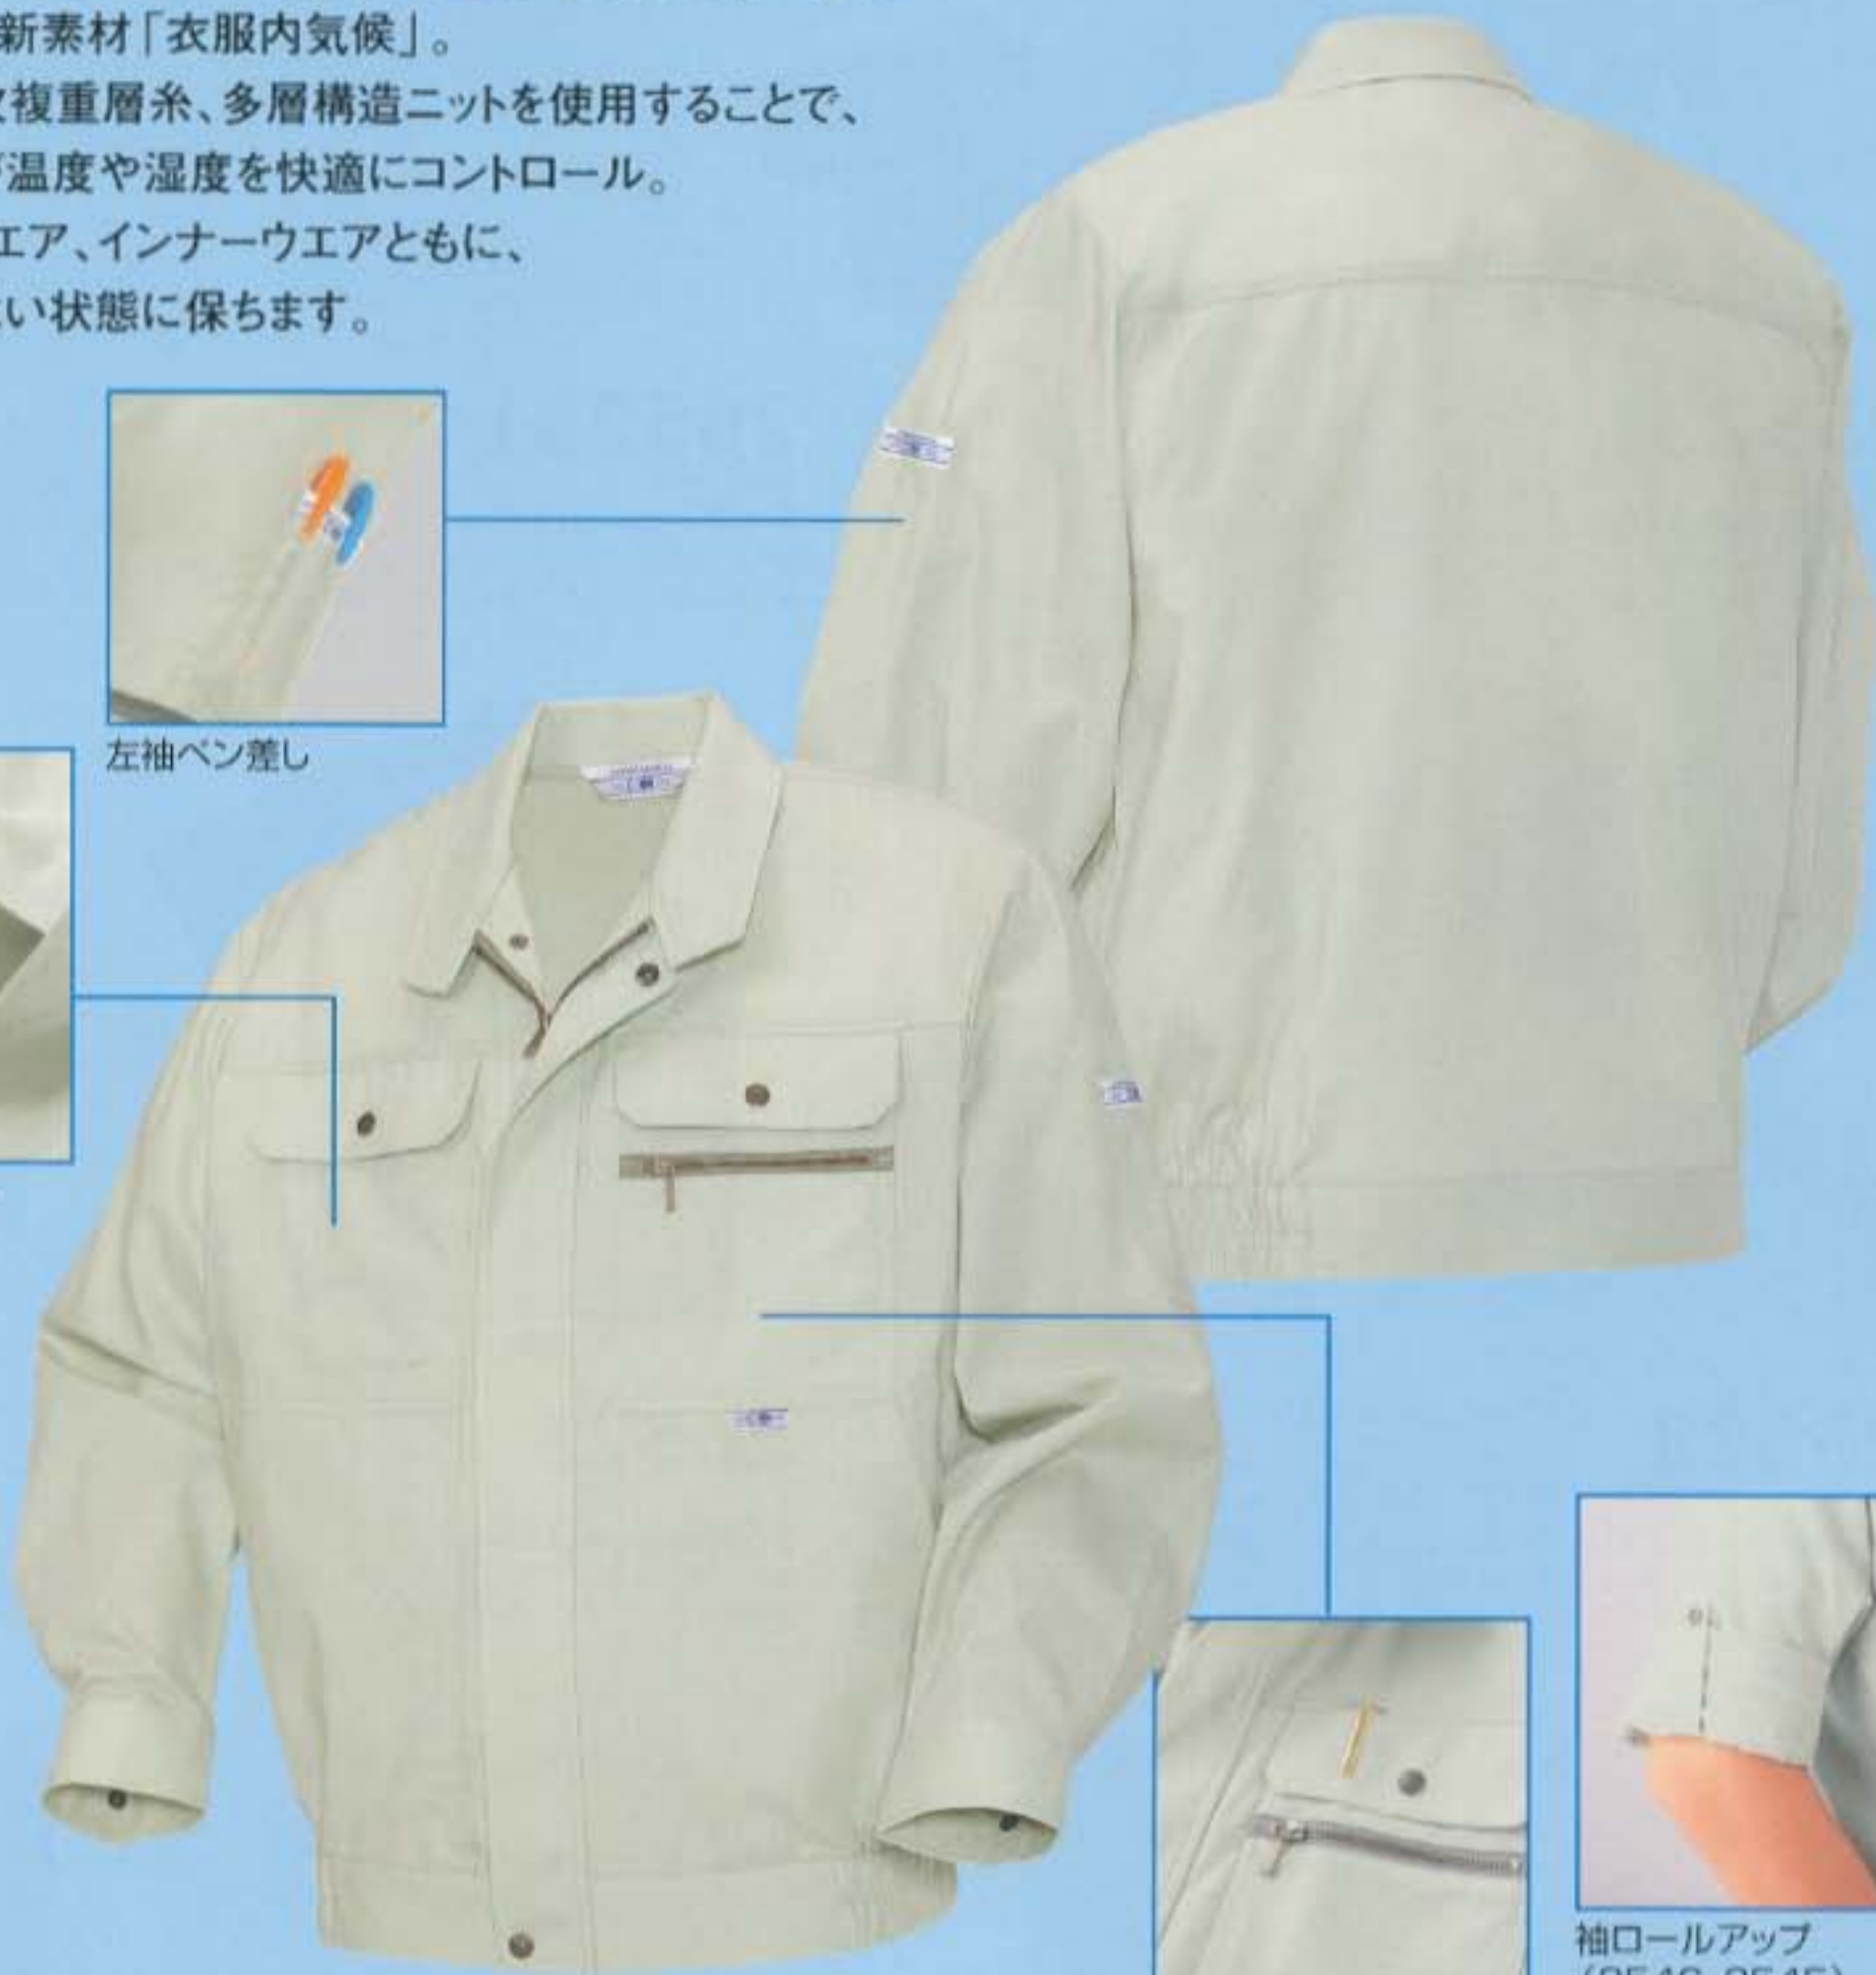 新素材「衣服内気候」。
複重層糸、多層構造ニットを使用することで、
温度や湿度を快適にコントロール。
エア、インナーウエアともに、
い状態に保ちます。
左袖ペン差し
袖ロールアップ